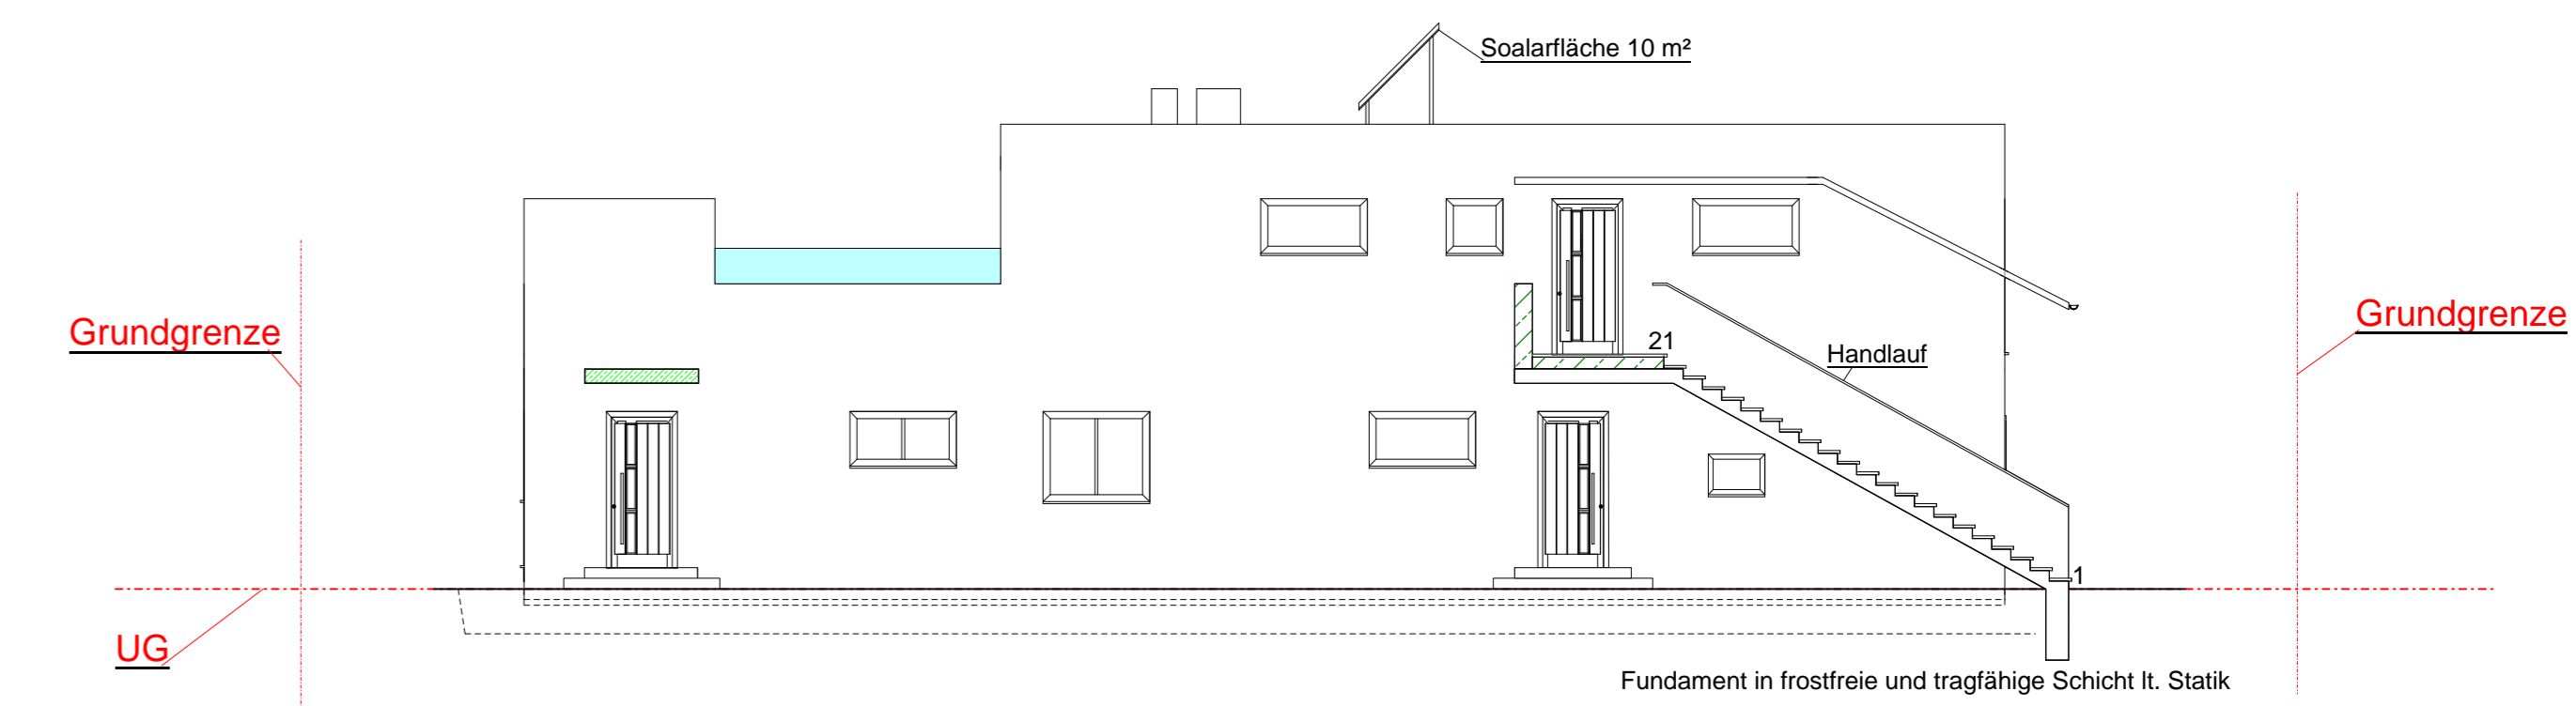 Soalarfläche 10 m²
Grundgrenze
Grundgrenze
21
Handlauf
1
UG
Fundament in frostfreie und tragfähige Schicht lt. Statik